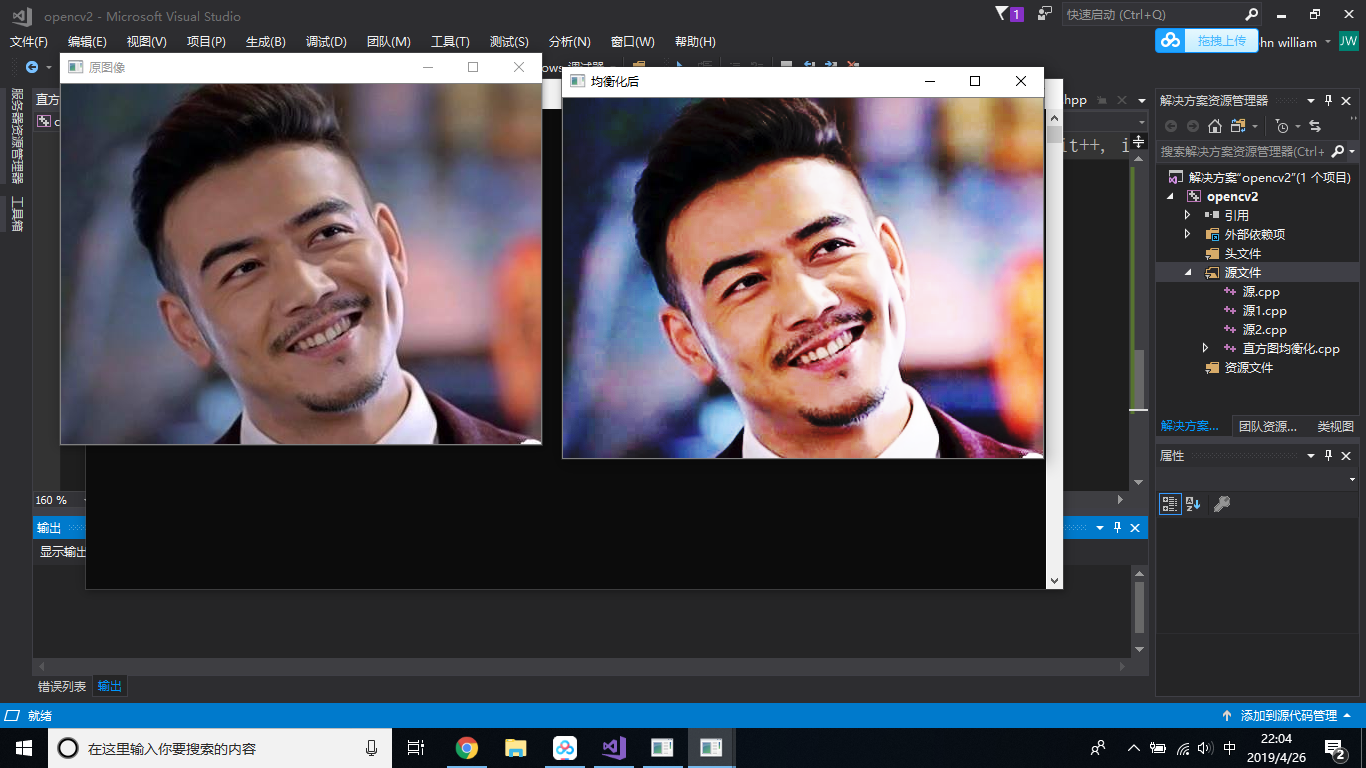 opencv2 - Microsoft Visual Studio
1
快速启动 (Ctrl+Q)
文件(F) 编辑(E) 视图(V) 项目(P) 生成(B) 调试(D) 团队(M) 工具(T) 测试(S) 分析(N) 窗口(W) 帮助(H)
拖拽上传
hn william
JW
原图像
均衡化后
服务器资源管理器
工具箱
直方
hpp
it++, i
解决方案资源管理器
搜索解决方案资源管理器(Ctrl+
解决方案"opencv2"(1 个项目)
opencv2
引用
外部依赖项
头文件
源文件
源.cpp
源1.cpp
源2.cpp
直方图均衡化.cpp
资源文件
解决方案... 团队资源... 类视图
属性
160 %
输出
显示输出
错误列表 输出
就绪
添加到源代码管理
在这里输入你要搜索的内容
中
22:04
2019/4/26
2